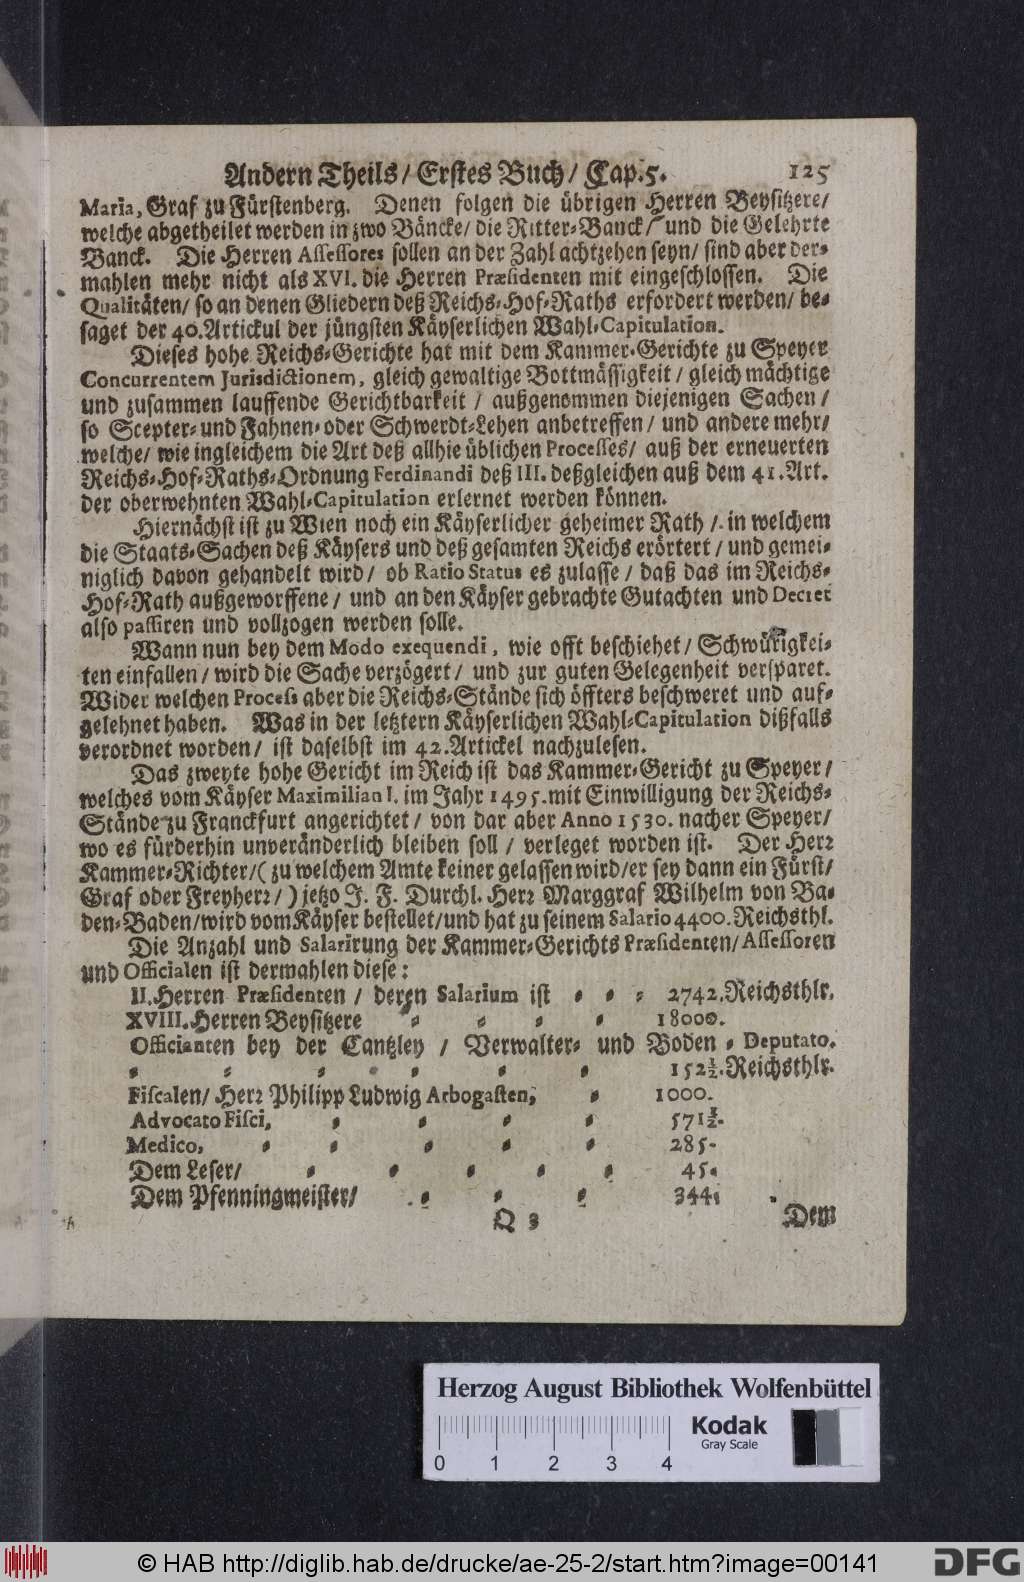 Andern Theils / Erstes Buch / Cap. 5. 125
Maria, Graf zu Fürstenberg. Denen folgen die übrigen Herren Beysitzere/
welche abgetheilet werden in zwo Bäncke/ die Ritter-Banck/ und die Gelehrte
Banck. Die Herren Assessores sollen an der Zahl achtzehen seyn/ sind aber der-
mahlen mehr nicht als XVI. die Herren Præsidenten mit eingeschlossen. Die
Qualitäten/ so an denen Gliedern deß Reichs-Hof-Raths erfordert werden/ be-
saget der 40. Artickul der jüngsten Käyserlichen Wahl-Capitulation.
Dieses hohe Reichs-Gerichte hat mit dem Kammer-Gerichte zu Speyer
Concurrentem Jurisdictionem, gleich gewaltige Bottmässigkeit / gleich mächtige
und zusammen lauffende Gerichtbarkeit / außgenommen diejenigen Sachen /
so Scepter- und Fahnen- oder Schwerdt-Lehen anbetreffen / und andere mehr/
welche/ wie ingleichem die Art deß allhie üblichen Processes/ auß der erneuerten
Reichs-Hof-Raths-Ordnung Ferdinandi deß III. deßgleichen auß dem 41. Art.
der oberwehnten Wahl-Capitulation erlernet werden können.
Hiernächst ist zu Wien noch ein Käyserlicher geheimer Rath / in welchem
die Staats-Sachen deß Käysers und deß gesamten Reichs erörtert / und gemei-
niglich davon gehandelt wird/ ob Ratio Status es zulasse / daß das im Reichs-
Hof-Rath außgeworffene / und an den Käyser gebrachte Gutachten und Decret
also passiren und vollzogen werden solle.
Wann nun bey dem Modo exequendi, wie offt beschiehet/ Schwürigkei-
ten einfallen / wird die Sache verzögert / und zur guten Gelegenheit versparet.
Wider welchen Process aber die Reichs-Stände sich öffters beschweret und auf-
gelehnet haben. Was in der letztern Käyserlichen Wahl-Capitulation dißfalls
verordnet worden/ ist daselbst im 42. Artickel nachzulesen.
Das zweyte hohe Gericht im Reich ist das Kammer-Gericht zu Speyer/
welches vom Käyser Maximilian I. im Jahr 1495. mit Einwilligung der Reichs-
Stände zu Franckfurt angerichtet / von dar aber Anno 1530. nacher Speyer/
wo es fürderhin unveränderlich bleiben soll / verleget worden ist. Der Herr
Kammer-Richter/( zu welchem Amte keiner gelassen wird/er sey dann ein Fürst/
Graf oder Freyherr/) jetzo J. F. Durchl. Herr Marggraf Wilhelm von Ba-
den-Baden/wird vom Käyser bestellet/und hat zu seinem Salario 4400. Reichsthl.
Die Anzahl und Salarirung der Kammer-Gerichts Præsidenten/ Assessoren
und Officialen ist derwahlen diese:
II. Herren Præsidenten / deren Salarium ist - - - 2742. Reichsthlr.
XVIII. Herren Beysitzere - - - - 18000.
Officianten bey der Cantzley / Verwalter- und Boden - Deputato,
- - - - - - - 152½. Reichsthlr.
Fiscalen/ Herr Philipp Ludwig Arbogasten, - 1000.
Advocato Fisci, - - - - 571½.
Medico, - - - - - 285.
Dem Leser/ - - - - - 45.
Dem Pfenningmeister/ - - - 344.
Q 3 Dem
Herzog August Bibliothek Wolfenbüttel
Kodak
Gray Scale
0 1 2 3 4
© HAB http://diglib.hab.de/drucke/ae-25-2/start.htm?image=00141
DFG